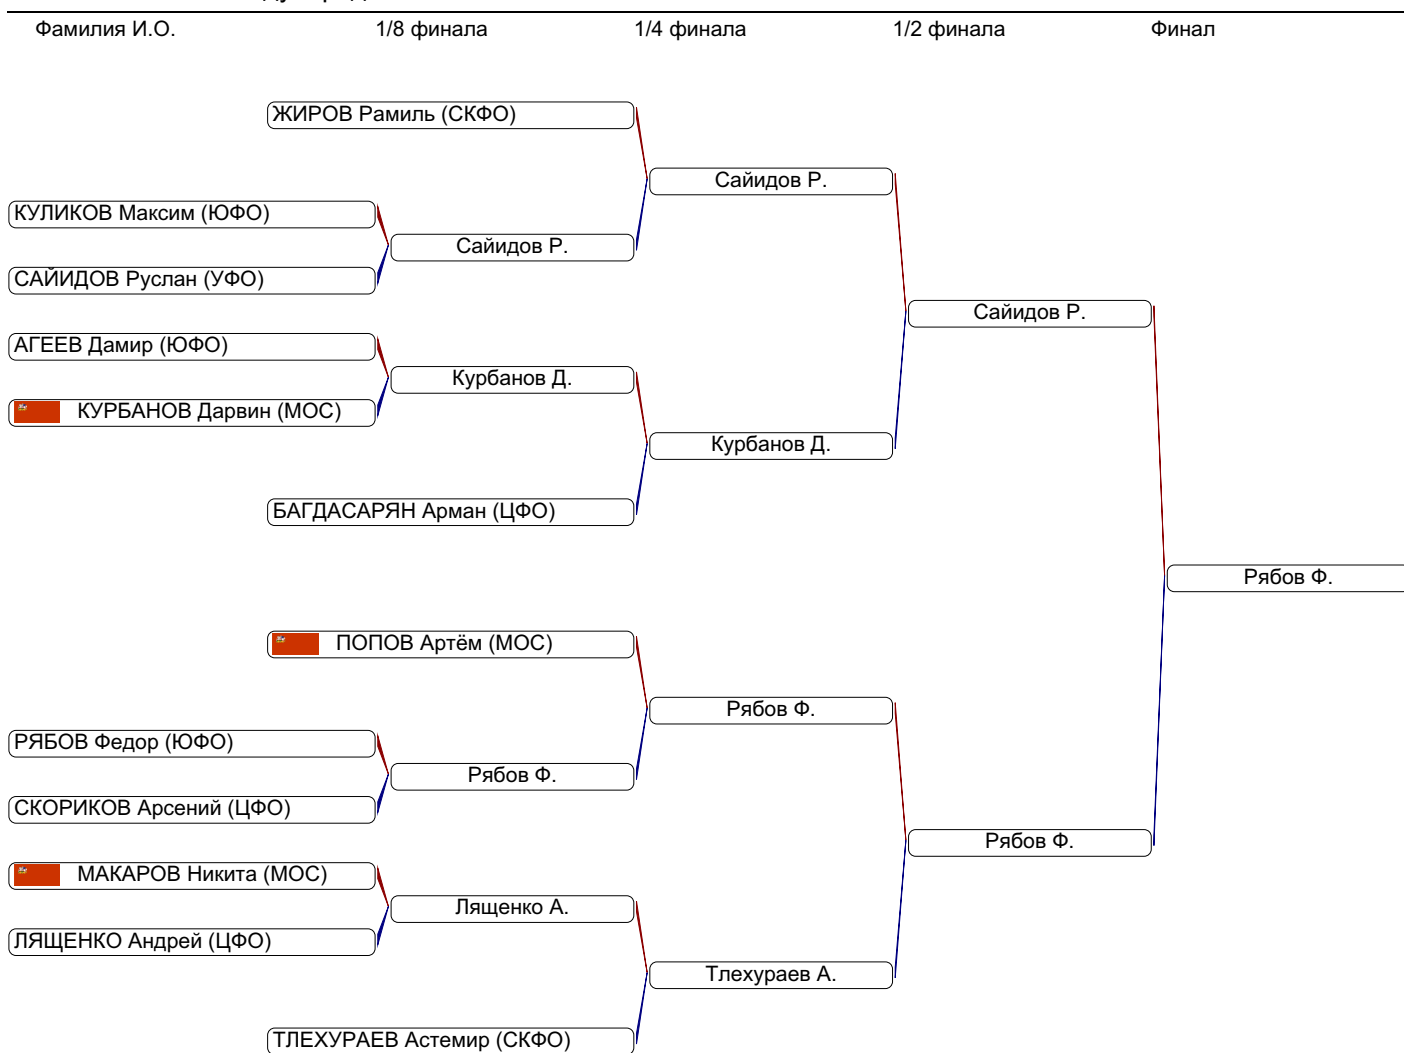 Фамилия И.О. 1/8 финала 1/4 финала 1/2 финала Финал
ЖИРОВ Рамиль (СКФО)
Сайидов Р.
КУЛИКОВ Максим (ЮФО)
Сайидов Р.
САЙИДОВ Руслан (УФО)
Сайидов Р.
АГЕЕВ Дамир (ЮФО)
Курбанов Д.
КУРБАНОВ Дарвин (МОС)
Курбанов Д.
БАГДАСАРЯН Арман (ЦФО)
Рябов Ф.
ПОПОВ Артём (МОС)
Рябов Ф.
РЯБОВ Федор (ЮФО)
Рябов Ф.
СКОРИКОВ Арсений (ЦФО)
Рябов Ф.
МАКАРОВ Никита (МОС)
Лященко А.
ЛЯЩЕНКО Андрей (ЦФО)
Тлехураев А.
ТЛЕХУРАЕВ Астемир (СКФО)